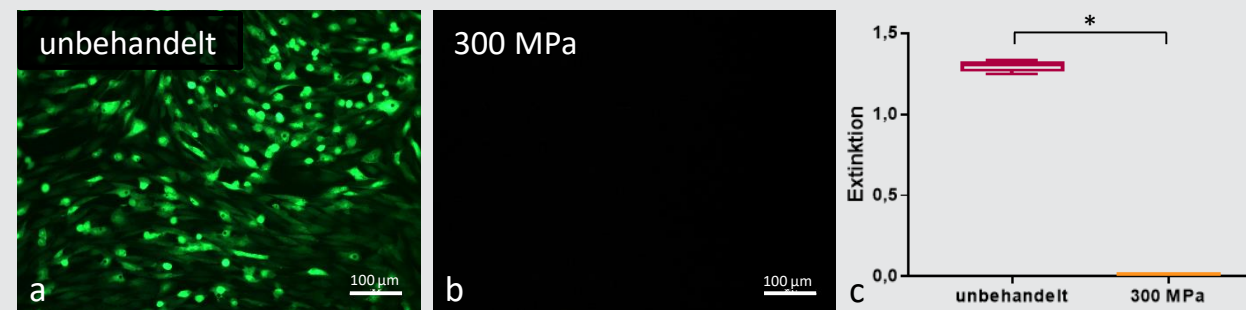 unbehandelt
100 µm
a
300 MPa
100 µm
b
*
1,5
1,0
0,5
0,0
Extinktion
unbehandelt
300 MPa
c